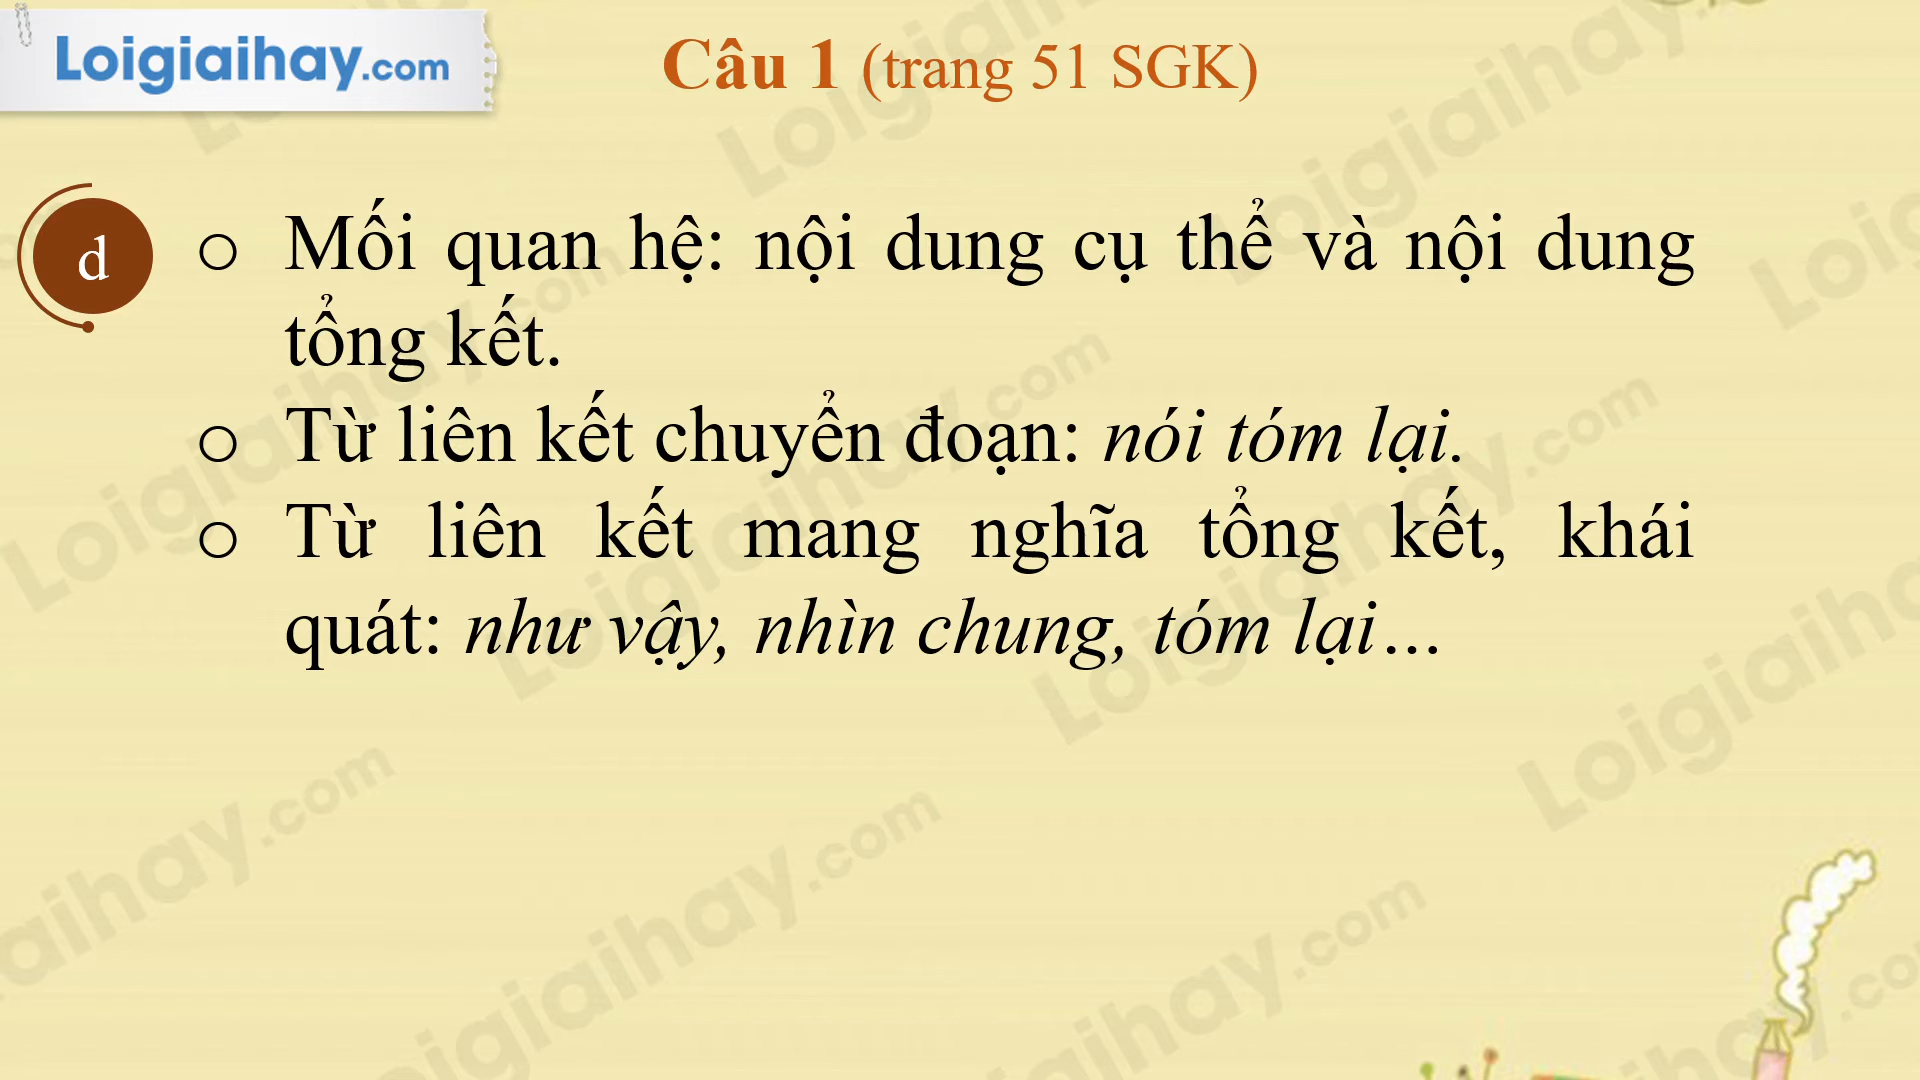 Loigiaihay.com
Câu 1 (trang 51 SGK)
d
Mối quan hệ: nội dung cụ thể và nội dung
tổng kết.
Từ liên kết chuyển đoạn: nói tóm lại.
Từ liên kết mang nghĩa tổng kết, khái
quát: như vậy, nhìn chung, tóm lại…